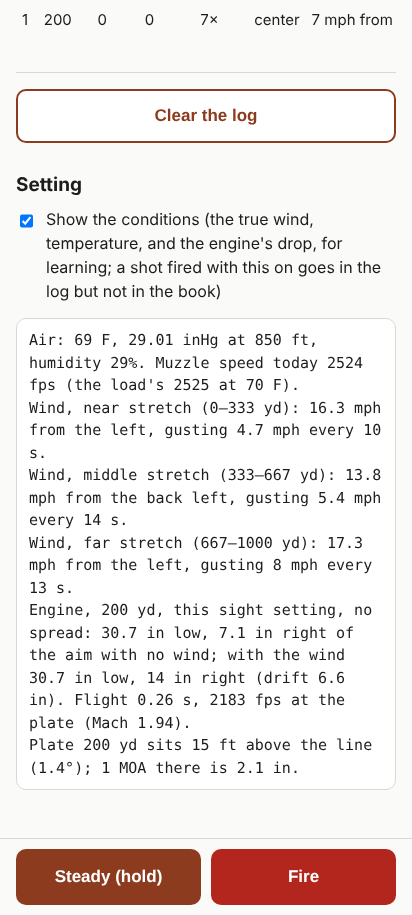 1 200 0 0 7× center 7 mph from
Clear the log
Setting
Show the conditions (the true wind,
temperature, and the engine's drop, for
learning; a shot fired with this on goes in the
log but not in the book)
Air: 69 F, 29.01 inHg at 850 ft,
humidity 29%. Muzzle speed today 2524
fps (the load's 2525 at 70 F).
Wind, near stretch (0–333 yd): 16.3 mph
from the left, gusting 4.7 mph every 10
s.
Wind, middle stretch (333–667 yd): 13.8
mph from the back left, gusting 5.4 mph
every 14 s.
Wind, far stretch (667–1000 yd): 17.3
mph from the left, gusting 8 mph every
13 s.
Engine, 200 yd, this sight setting, no
spread: 30.7 in low, 7.1 in right of
the aim with no wind; with the wind
30.7 in low, 14 in right (drift 6.6
in). Flight 0.26 s, 2183 fps at the
plate (Mach 1.94).
Plate 200 yd sits 15 ft above the line
(1.4°); 1 MOA there is 2.1 in.
Steady (hold)
Fire